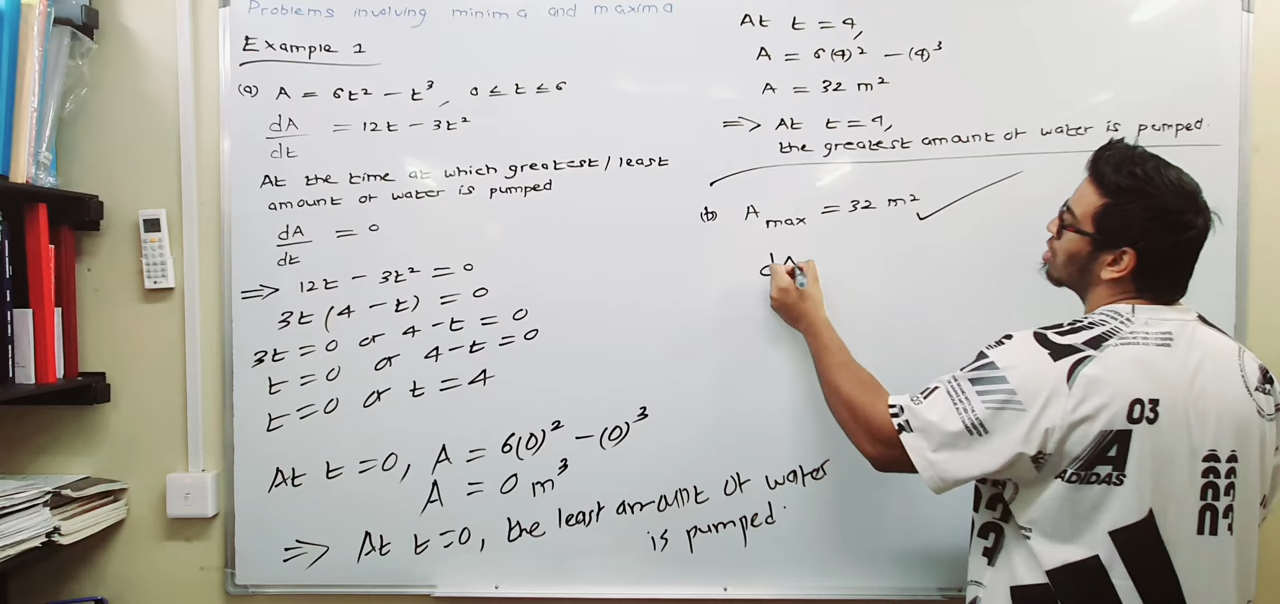 Problems involving minima and maxima
Example 1
(a) A = 6t² − t³, 0 ≤ t ≤ 6
dA/dt = 12t − 3t²
At the time at which greatest/least
amount of water is pumped
dA/dt = 0
=> 12t − 3t² = 0
3t(4 − t) = 0
3t = 0 or 4 − t = 0
t = 0 or 4 − t = 0
t = 0 or t = 4
At t = 0, A = 6(0)² − (0)³
A = 0 m³
=> At t = 0, the least amount of water
is pumped.
At t = 4,
A = 6(4)² − (4)³
A = 32 m²
=> At t = 4,
the greatest amount of water is pumped.
(b) A max = 32 m² ✓
dA
03
ADIDAS
LG